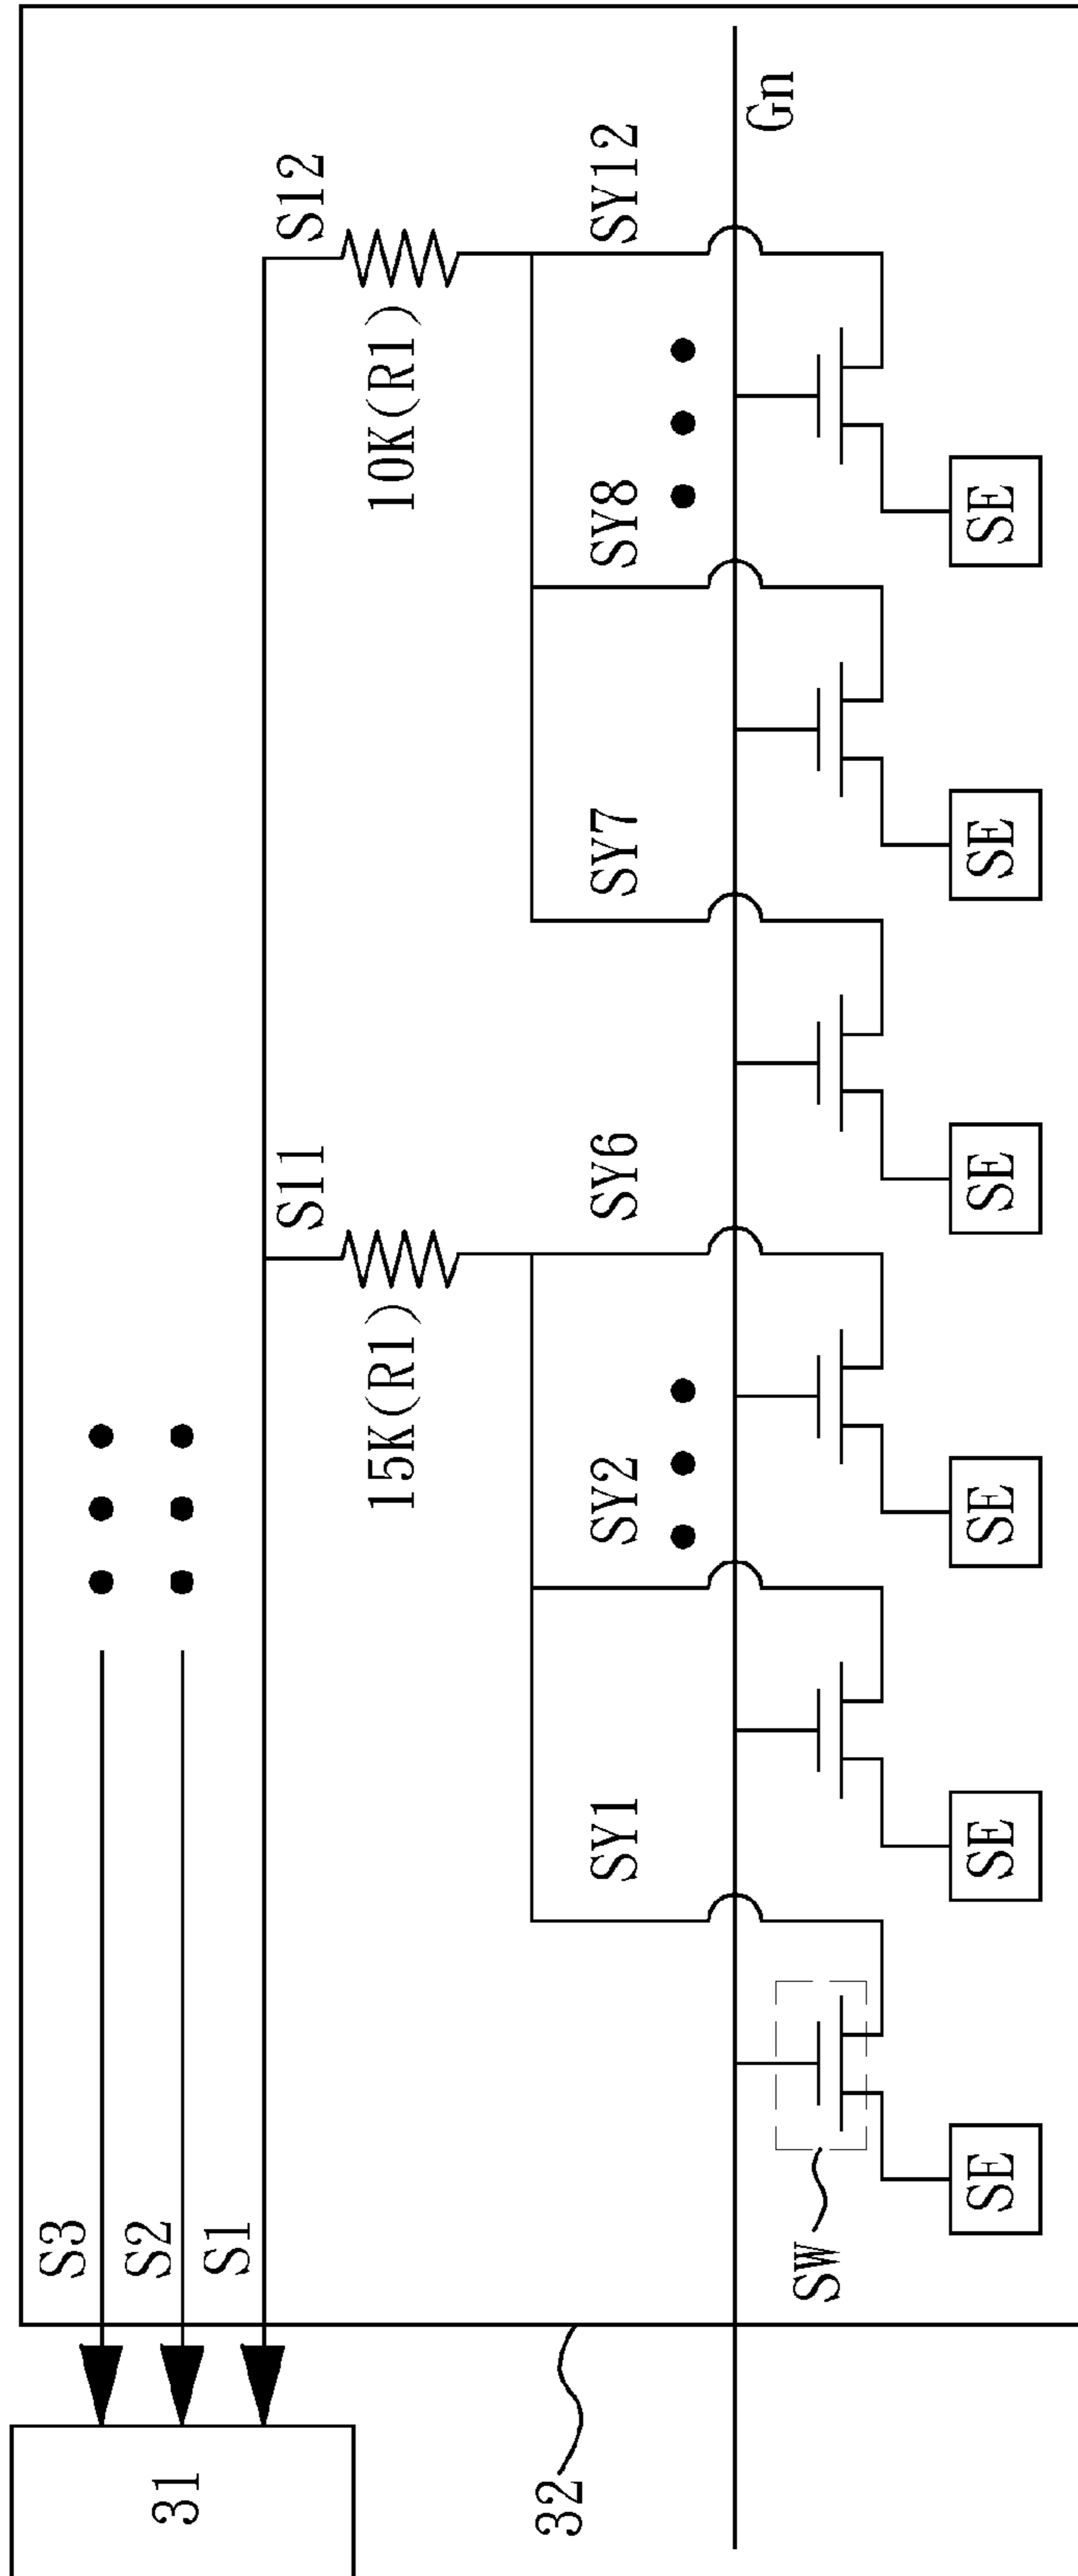 31
S3
S2
S1
S11
S12
15K(R1)
10K(R1)
SY1
SY2
SY6
SY7
SY8
SY12
Gn
32
SW
SE
SE
SE
SE
SE
SE